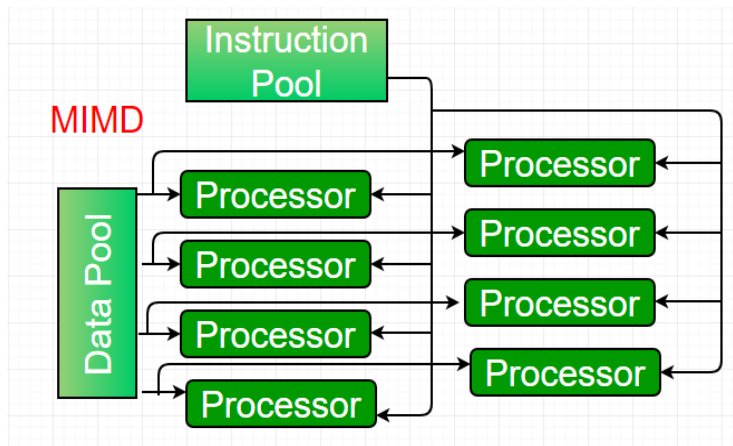 Instruction
Pool
MIMD
Data Pool
Processor
Processor
Processor
Processor
Processor
Processor
Processor
Processor